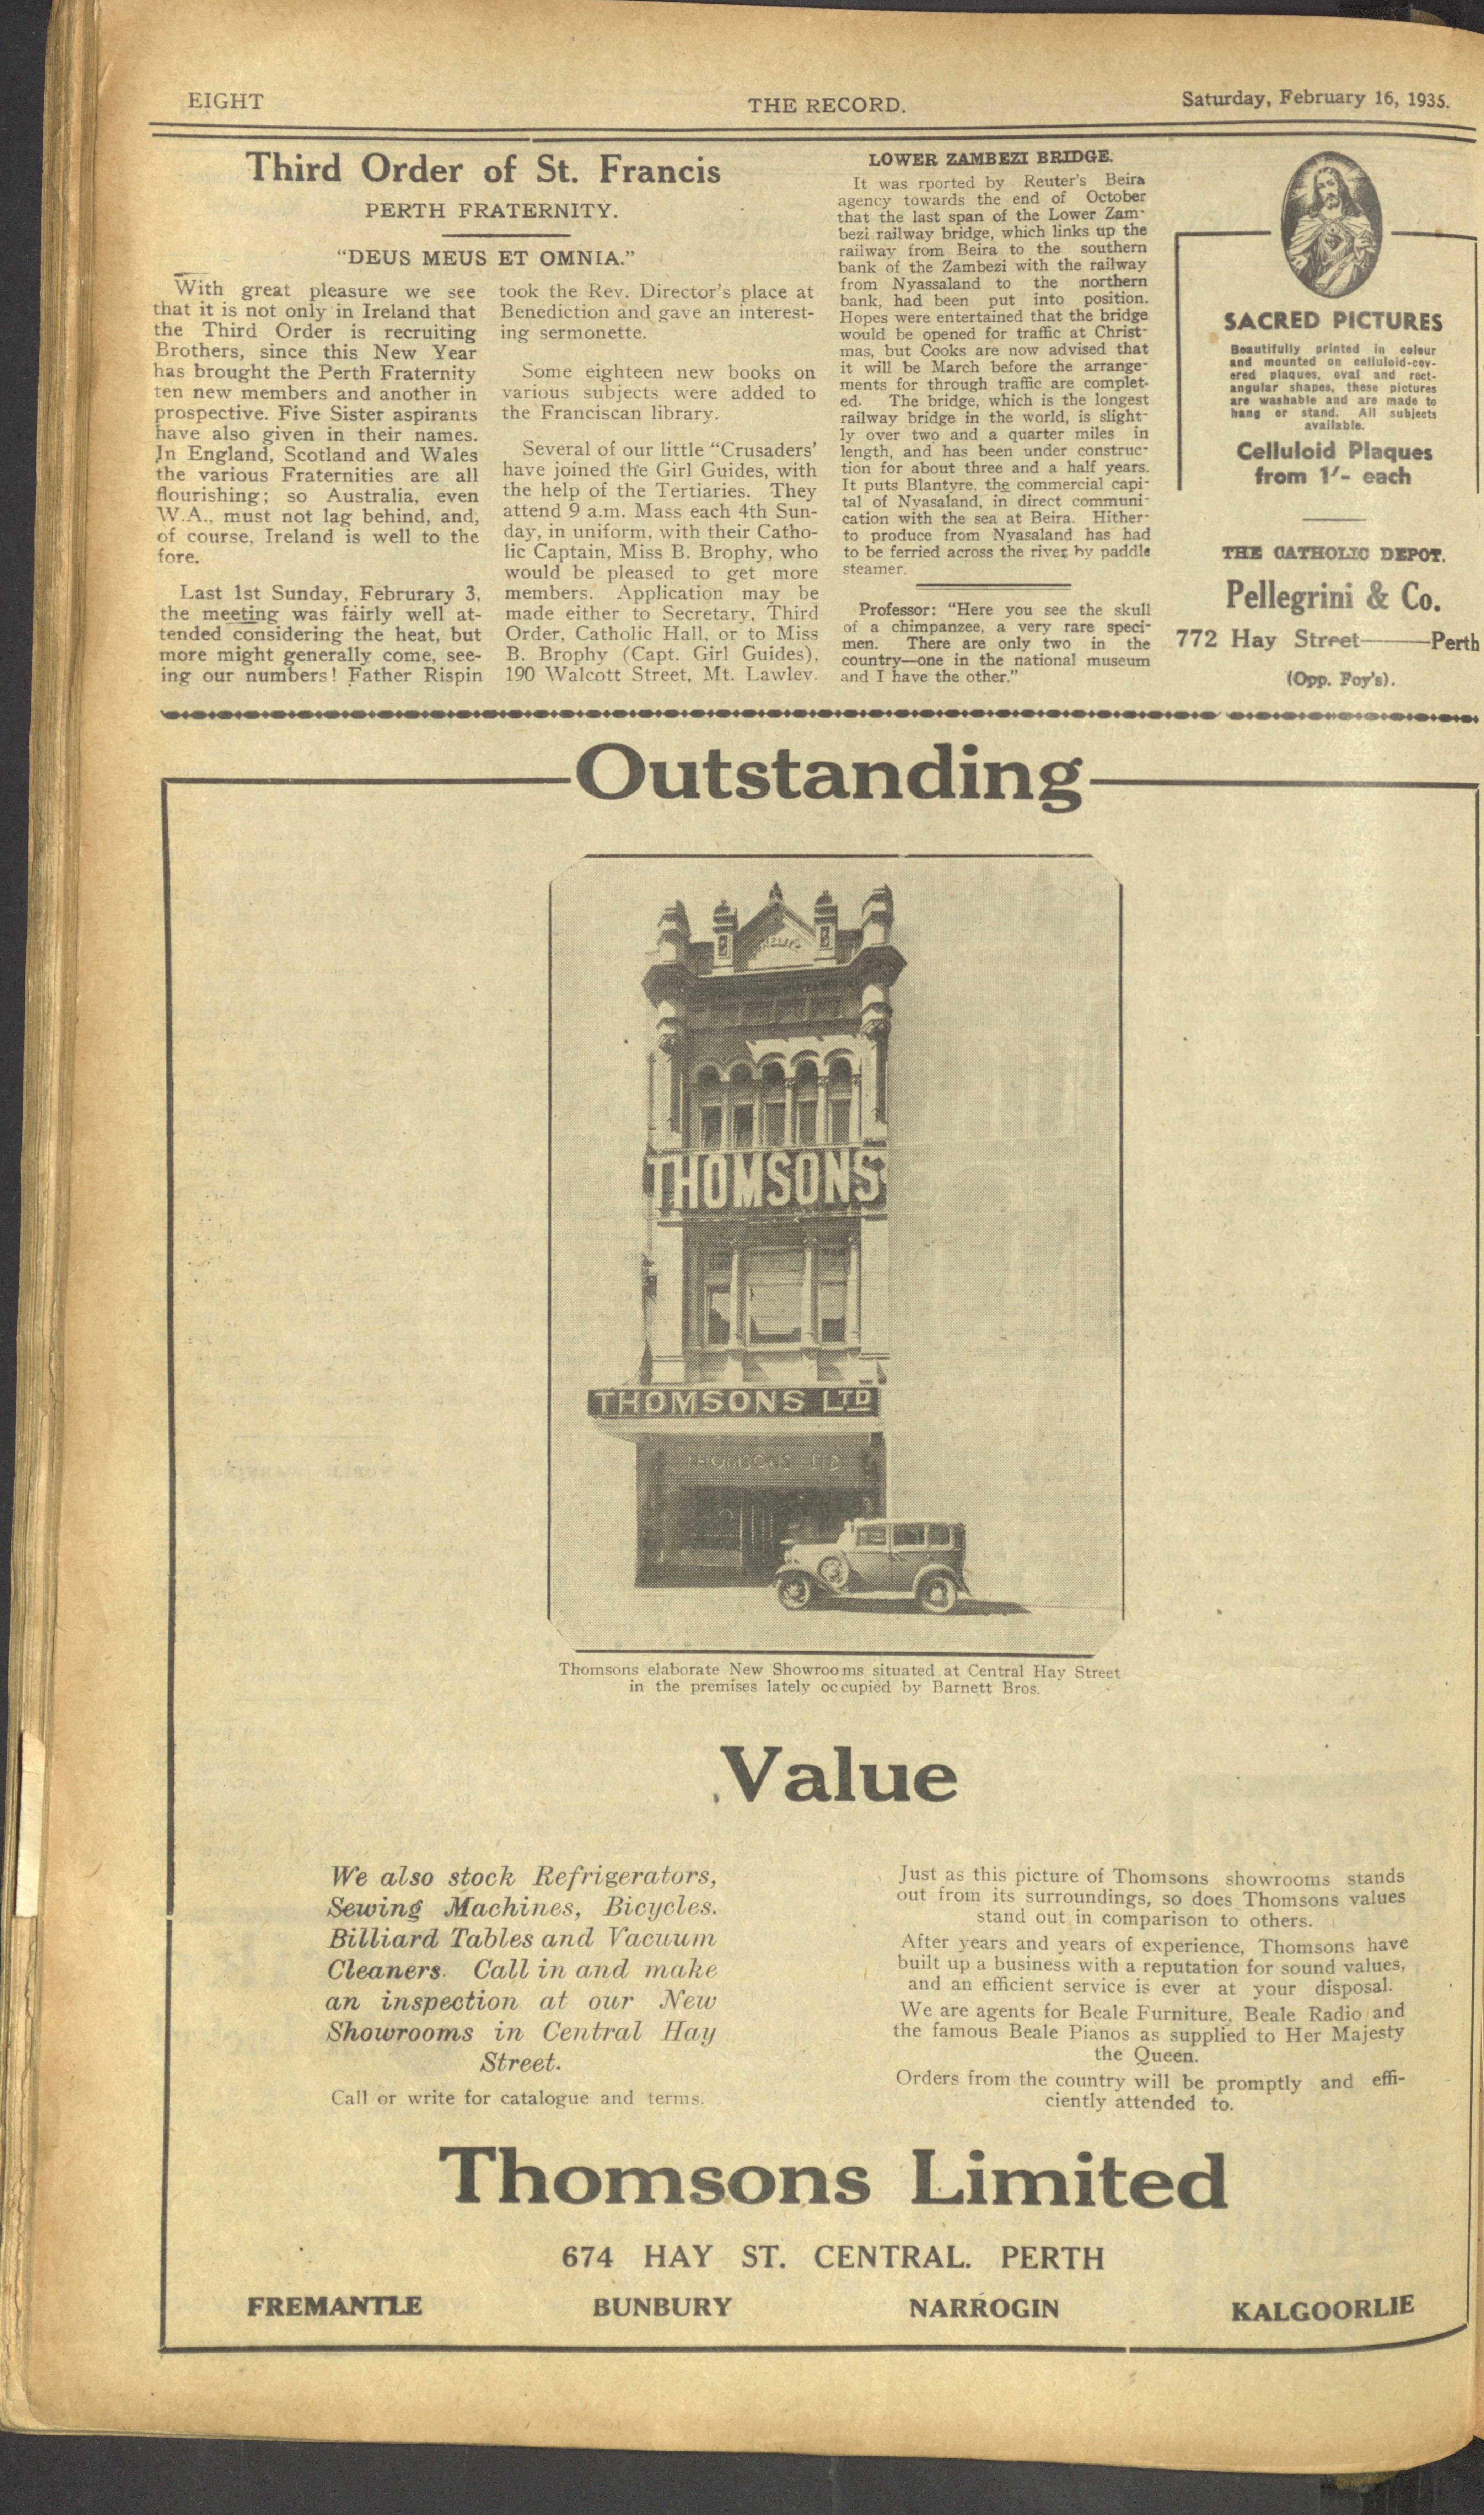 EIGHT
THE RECORD.
Saturday, February 16, 1935.
Third Order of St. Francis
PERTH FRATERNITY.
"DEUS MEUS ET OMNIA."
With great pleasure we see
that it is not only in Ireland that
the Third Order is recruiting
Brothers, since this New Year
has brought the Perth Fraternity
ten new members and another in
prospective. Five Sister aspirants
have also given in their names.
In England, Scotland and Wales
the various Fraternities are all
flourishing; so Australia, even
W.A., must not lag behind, and,
of course, Ireland is well to the
fore.
Last 1st Sunday, Februrary 3,
the meeting was fairly well at-
tended considering the heat, but
more might generally come, see-
ing our numbers! Father Rispin
took the Rev. Director's place at
Benediction and gave an interest-
ing sermonette.
Some eighteen new books on
various subjects were added to
the Franciscan library.
Several of our little "Crusaders'
have joined the Girl Guides, with
the help of the Tertiaries. They
attend 9 a.m. Mass each 4th Sun-
day, in uniform, with their Catho-
lic Captain, Miss B. Brophy, who
would be pleased to get more
members. Application may be
made either to Secretary, Third
Order, Catholic Hall, or to Miss
B. Brophy (Capt. Girl Guides),
190 Walcott Street, Mt. Lawley.
LOWER ZAMBEZI BRIDGE.
It was rported by Reuter's Beira
agency towards the end of October
that the last span of the Lower Zam-
bezi railway bridge, which links up the
railway from Beira to the southern
bank of the Zambezi with the railway
from Nyassaland to the northern
bank, had been put into position.
Hopes were entertained that the bridge
would be opened for traffic at Christ-
mas, but Cooks are now advised that
it will be March before the arrange-
ments for through traffic are complet-
ed. The bridge, which is the longest
railway bridge in the world, is slight-
ly over two and a quarter miles in
length, and has been under construc-
tion for about three and a half years.
It puts Blantyre, the commercial capi-
tal of Nyasaland, in direct communi-
cation with the sea at Beira. Hither-
to produce from Nyasaland has had
to be ferried across the river by paddle
steamer.
Professor: "Here you see the skull
of a chimpanzee, a very rare speci-
men. There are only two in the
country—one in the national museum
and I have the other."
SACRED PICTURES
Beautifully printed in colour
and mounted on celluloid-cov-
ered plaques, oval and rect-
angular shapes, these pictures
are washable and are made to
hang or stand. All subjects
available.
Celluloid Plaques
from 1/- each
THE CATHOLIC DEPOT.
Pellegrini & Co.
772 Hay Street——Perth
(Opp. Foy's).
Outstanding
THOMSONS
THOMSONS LTD
THOMSONS LTD
Thomsons elaborate New Showrooms situated at Central Hay Street
in the premises lately occupied by Barnett Bros.
Value
We also stock Refrigerators,
Sewing Machines, Bicycles.
Billiard Tables and Vacuum
Cleaners. Call in and make
an inspection at our New
Showrooms in Central Hay
Street.
Call or write for catalogue and terms.
Just as this picture of Thomsons showrooms stands
out from its surroundings, so does Thomsons values
stand out in comparison to others.
After years and years of experience, Thomsons have
built up a business with a reputation for sound values,
and an efficient service is ever at your disposal.
We are agents for Beale Furniture, Beale Radio and
the famous Beale Pianos as supplied to Her Majesty
the Queen.
Orders from the country will be promptly and effi-
ciently attended to.
Thomsons Limited
674 HAY ST. CENTRAL. PERTH
FREMANTLE
BUNBURY
NARROGIN
KALGOORLIE